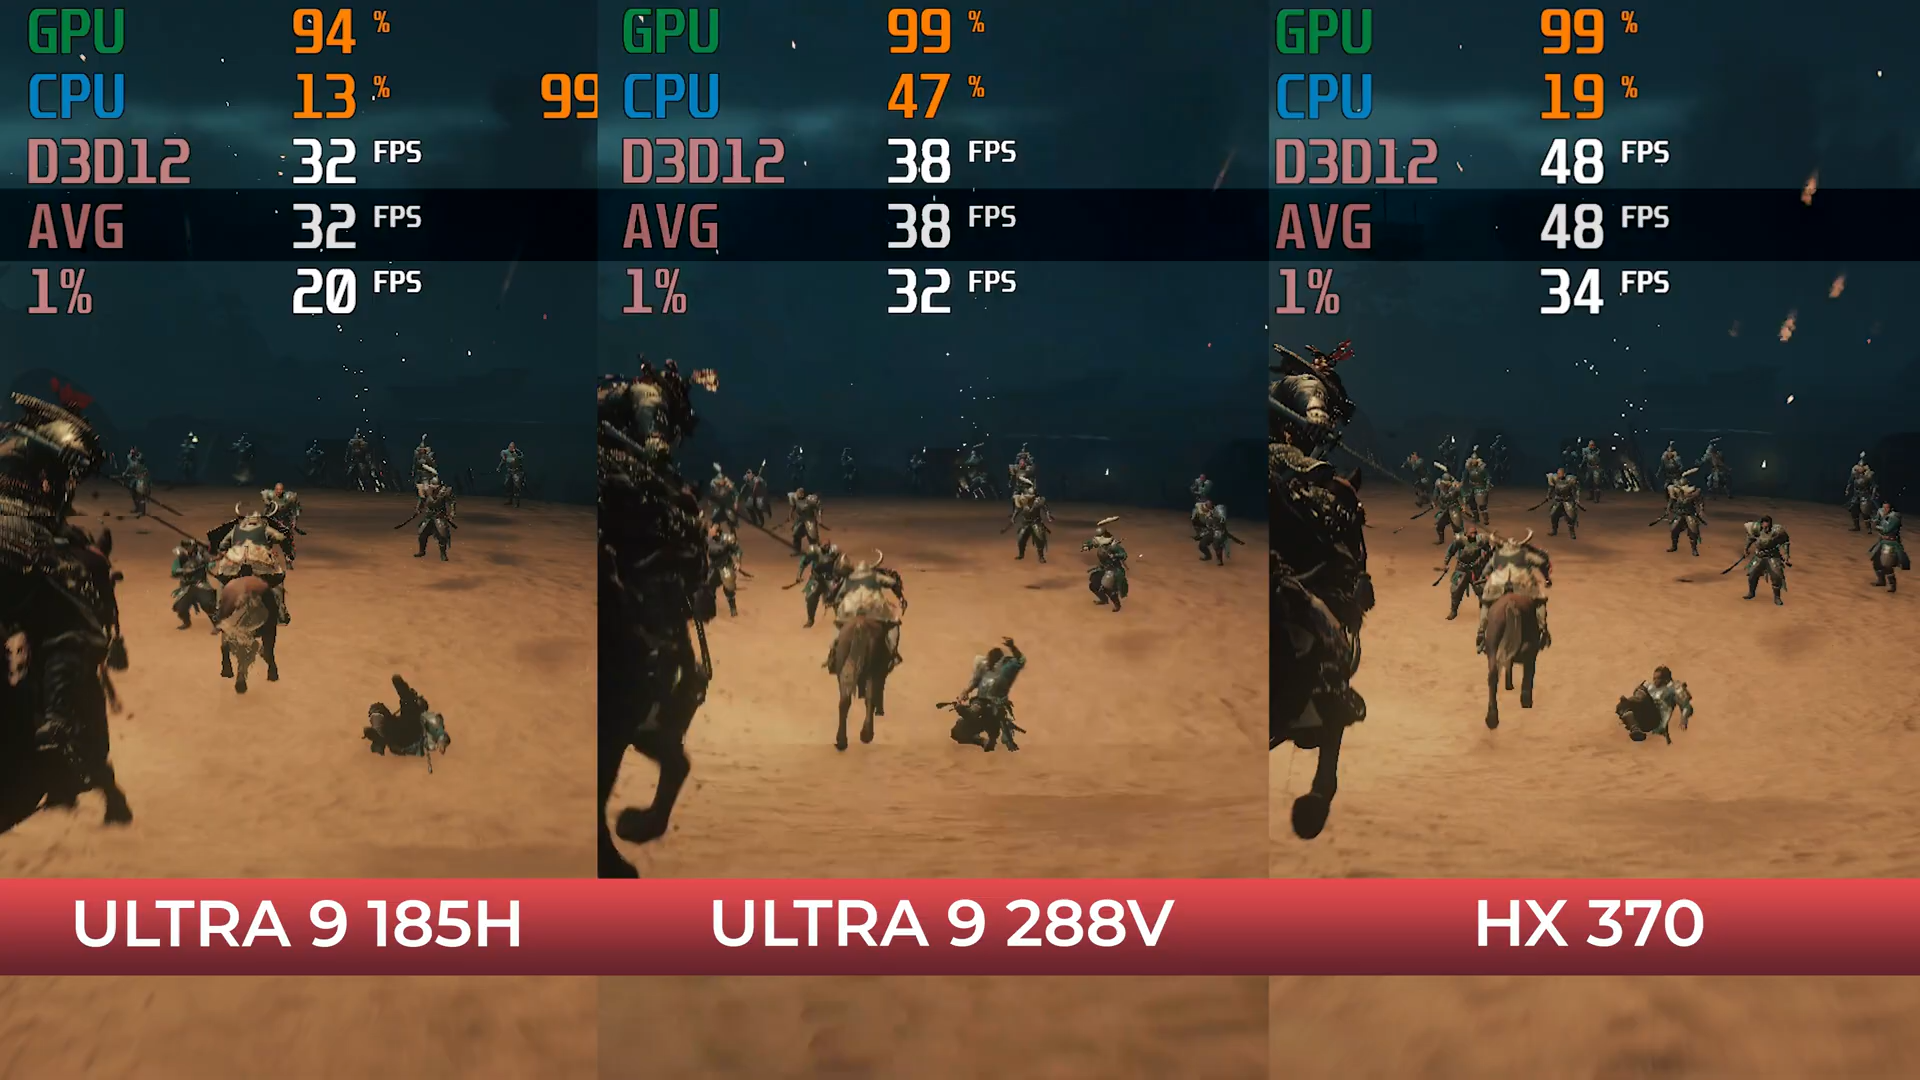 GPU 94 %
CPU 13 % 99
D3D12 32 FPS
AVG 32 FPS
1% 20 FPS
GPU 99 %
CPU 47 %
D3D12 38 FPS
AVG 38 FPS
1% 32 FPS
GPU 99 %
CPU 19 %
D3D12 48 FPS
AVG 48 FPS
1% 34 FPS
ULTRA 9 185H
ULTRA 9 288V
HX 370